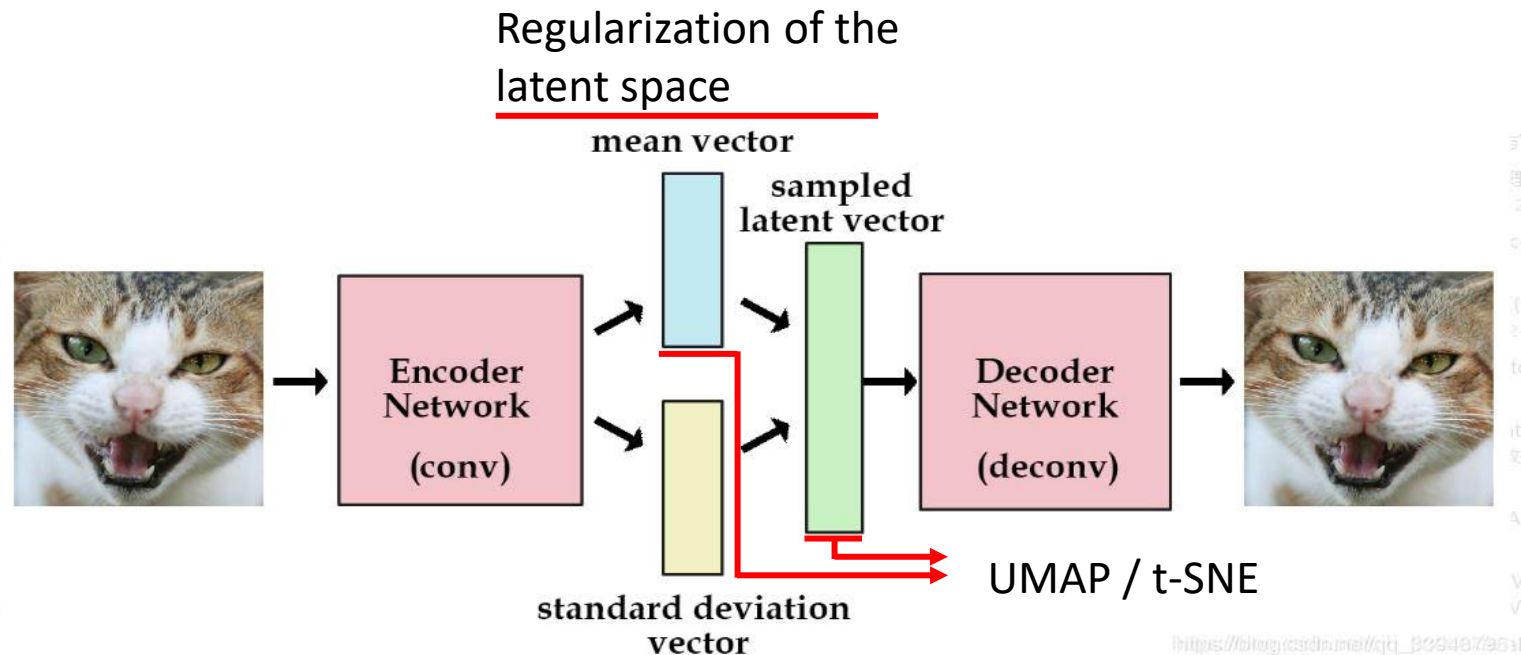 Regularization of the
latent space
mean vector
sampled
latent vector
Encoder
Network
(conv)
Decoder
Network
(deconv)
UMAP / t-SNE
standard deviation
vector